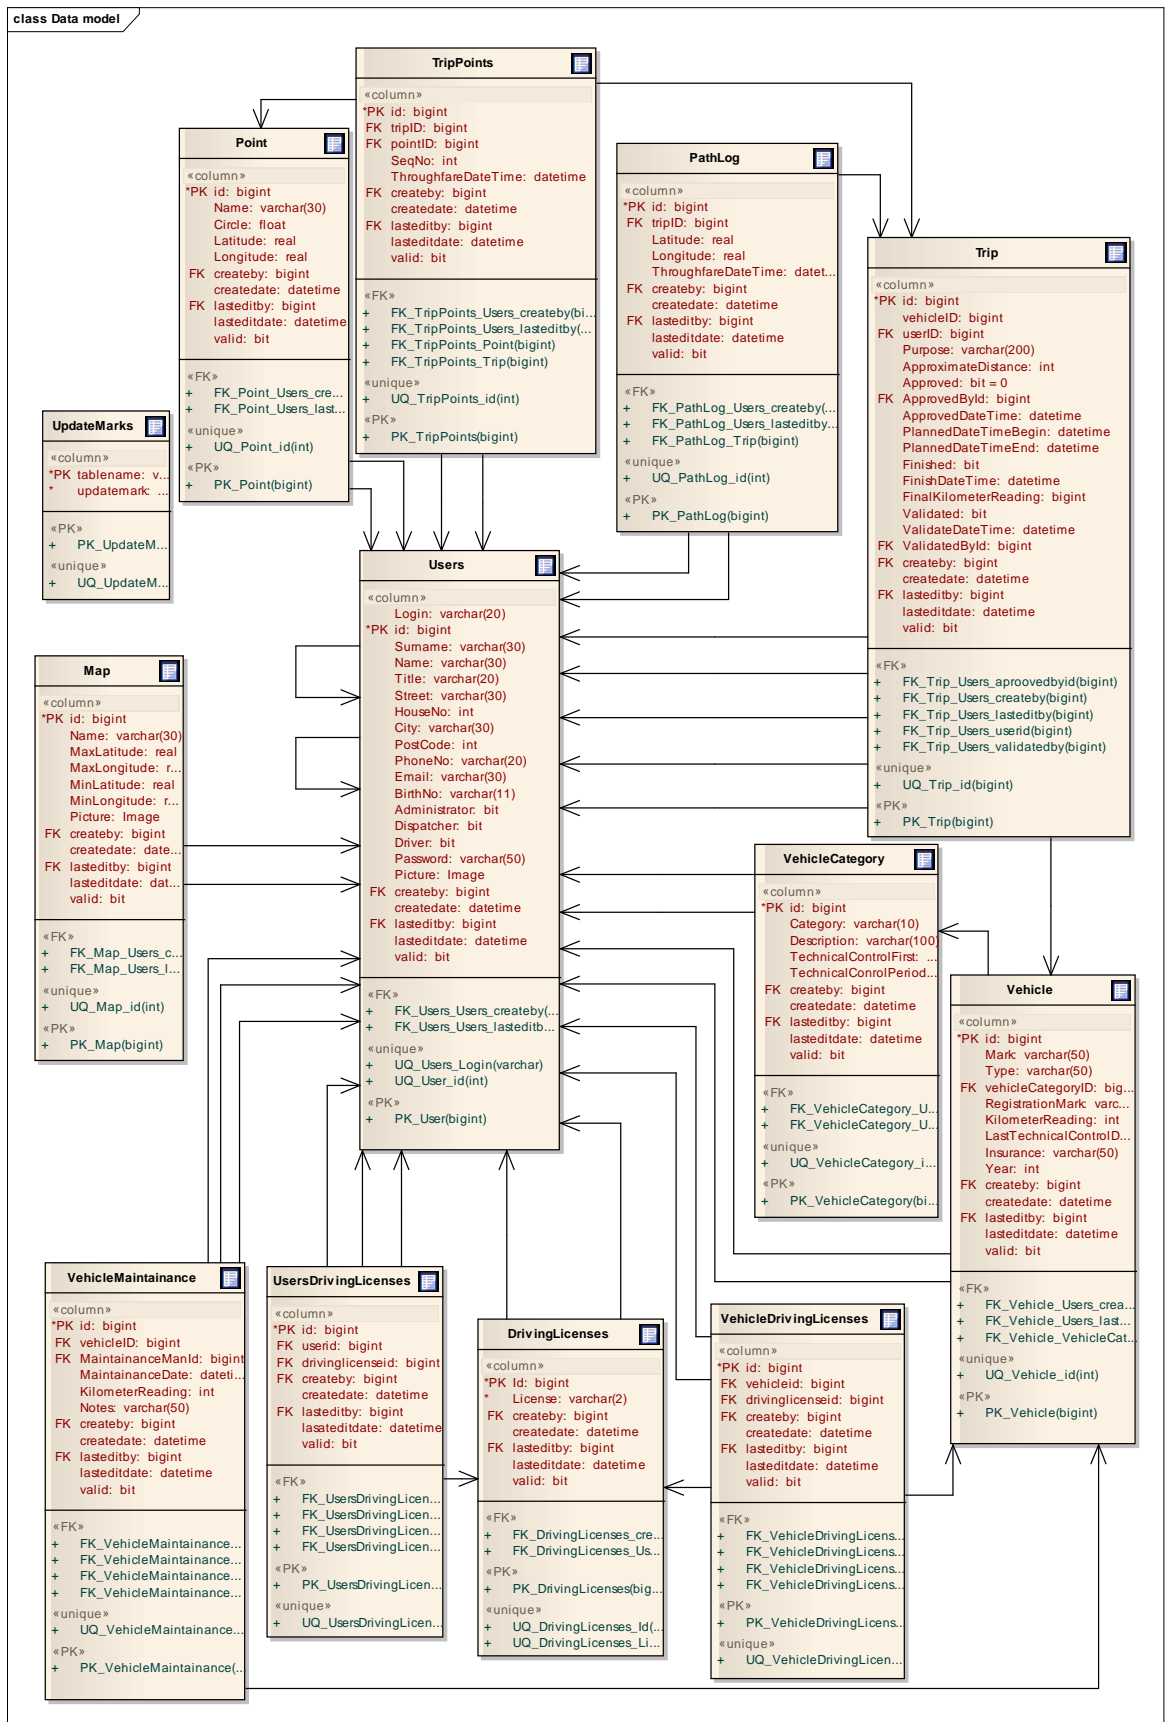 class Data model
TripPoints
«column»
*PK id: bigint
FK tripID: bigint
FK pointID: bigint
SeqNo: int
ThroughfareDateTime: datetime
FK createby: bigint
createdate: datetime
FK lasteditby: bigint
lasteditdate: datetime
valid: bit
«FK»
+ FK_TripPoints_Users_createby(bi...
+ FK_TripPoints_Users_lasteditby(...
+ FK_TripPoints_Point(bigint)
+ FK_TripPoints_Trip(bigint)
«unique»
+ UQ_TripPoints_id(int)
«PK»
+ PK_TripPoints(bigint)
Point
«column»
*PK id: bigint
Name: varchar(30)
Circle: float
Latitude: real
Longitude: real
FK createby: bigint
createdate: datetime
FK lasteditby: bigint
lasteditdate: datetime
valid: bit
«FK»
+ FK_Point_Users_cre...
+ FK_Point_Users_last...
«unique»
+ UQ_Point_id(int)
«PK»
+ PK_Point(bigint)
PathLog
«column»
*PK id: bigint
FK tripID: bigint
Latitude: real
Longitude: real
ThroughfareDateTime: datet...
FK createby: bigint
createdate: datetime
FK lasteditby: bigint
lasteditdate: datetime
valid: bit
«FK»
+ FK_PathLog_Users_createby(...
+ FK_PathLog_Users_lasteditby...
+ FK_PathLog_Trip(bigint)
«unique»
+ UQ_PathLog_id(int)
«PK»
+ PK_PathLog(bigint)
Trip
«column»
*PK id: bigint
vehicleID: bigint
FK userID: bigint
Purpose: varchar(200)
ApproximateDistance: int
Approved: bit = 0
FK ApprovedById: bigint
ApprovedDateTime: datetime
PlannedDateTimeBegin: datetime
PlannedDateTimeEnd: datetime
Finished: bit
FinishDateTime: datetime
FinalKilometerReading: bigint
Validated: bit
ValidateDateTime: datetime
FK ValidatedById: bigint
FK createby: bigint
createdate: datetime
FK lasteditby: bigint
lasteditdate: datetime
valid: bit
«FK»
+ FK_Trip_Users_aproovedbyid(bigint)
+ FK_Trip_Users_createby(bigint)
+ FK_Trip_Users_lasteditby(bigint)
+ FK_Trip_Users_userid(bigint)
+ FK_Trip_Users_validatedby(bigint)
«unique»
+ UQ_Trip_id(bigint)
«PK»
+ PK_Trip(bigint)
UpdateMarks
«column»
*PK tablename: v...
* updatemark: ...
«PK»
+ PK_UpdateM...
«unique»
+ UQ_UpdateM...
Users
«column»
Login: varchar(20)
*PK id: bigint
Surname: varchar(30)
Name: varchar(30)
Title: varchar(20)
Street: varchar(30)
HouseNo: int
City: varchar(30)
PostCode: int
PhoneNo: varchar(20)
Email: varchar(30)
BirthNo: varchar(11)
Administrator: bit
Dispatcher: bit
Driver: bit
Password: varchar(50)
Picture: Image
FK createby: bigint
createdate: datetime
FK lasteditby: bigint
lasteditdate: datetime
valid: bit
«FK»
+ FK_Users_Users_createby(...
+ FK_Users_Users_lasteditb...
«unique»
+ UQ_Users_Login(varchar)
+ UQ_User_id(int)
«PK»
+ PK_User(bigint)
Map
«column»
*PK id: bigint
Name: varchar(30)
MaxLatitude: real
MaxLongitude: r...
MinLatitude: real
MinLongitude: r...
Picture: Image
FK createby: bigint
createdate: date...
FK lasteditby: bigint
lasteditdate: dat...
valid: bit
«FK»
+ FK_Map_Users_c...
+ FK_Map_Users_l...
«unique»
+ UQ_Map_id(int)
«PK»
+ PK_Map(bigint)
VehicleCategory
«column»
*PK id: bigint
Category: varchar(10)
Description: varchar(100)
TechnicalControlFirst: ...
TechnicalConrolPeriod...
FK createby: bigint
createdate: datetime
FK lasteditby: bigint
lasteditdate: datetime
valid: bit
«FK»
+ FK_VehicleCategory_U...
+ FK_VehicleCategory_U...
«unique»
+ UQ_VehicleCategory_i...
«PK»
+ PK_VehicleCategory(bi...
Vehicle
«column»
*PK id: bigint
Mark: varchar(50)
Type: varchar(50)
FK vehicleCategoryID: big...
RegistrationMark: varc...
KilometerReading: int
LastTechnicalControlD...
Insurance: varchar(50)
Year: int
FK createby: bigint
createdate: datetime
FK lasteditby: bigint
lasteditdate: datetime
valid: bit
«FK»
+ FK_Vehicle_Users_crea...
+ FK_Vehicle_Users_last...
+ FK_Vehicle_VehicleCat...
«unique»
+ UQ_Vehicle_id(int)
«PK»
+ PK_Vehicle(bigint)
VehicleMaintainance
«column»
*PK id: bigint
FK vehicleID: bigint
FK MaintainanceManId: bigint
MaintainanceDate: dateti...
KilometerReading: int
Notes: varchar(50)
FK createby: bigint
createdate: datetime
FK lasteditby: bigint
lasteditdate: datetime
valid: bit
«FK»
+ FK_VehicleMaintainance...
+ FK_VehicleMaintainance...
+ FK_VehicleMaintainance...
+ FK_VehicleMaintainance...
«unique»
+ UQ_VehicleMaintainance...
«PK»
+ PK_VehicleMaintainance(...
UsersDrivingLicenses
«column»
*PK id: bigint
FK userid: bigint
FK drivinglicenseid: bigint
FK createby: bigint
createdate: datetime
FK lasteditby: bigint
lasateditdate: datetime
valid: bit
«FK»
+ FK_UsersDrivingLicen...
+ FK_UsersDrivingLicen...
+ FK_UsersDrivingLicen...
+ FK_UsersDrivingLicen...
«PK»
+ PK_UsersDrivingLicen...
«unique»
+ UQ_UsersDrivingLicen...
DrivingLicenses
«column»
*PK Id: bigint
* License: varchar(2)
FK createby: bigint
createdate: datetime
FK lasteditby: bigint
lasteditdate: datetime
valid: bit
«FK»
+ FK_DrivingLicenses_cre...
+ FK_DrivingLicenses_Us...
«PK»
+ PK_DrivingLicenses(big...
«unique»
+ UQ_DrivingLicenses_Id(...
+ UQ_DrivingLicenses_Li...
VehicleDrivingLicenses
«column»
*PK id: bigint
FK vehicleid: bigint
FK drivinglicenseid: bigint
FK createby: bigint
createdate: datetime
FK lasteditby: bigint
lasteditdate: datetime
valid: bit
«FK»
+ FK_VehicleDrivingLicens...
+ FK_VehicleDrivingLicens...
+ FK_VehicleDrivingLicens...
+ FK_VehicleDrivingLicens...
«PK»
+ PK_VehicleDrivingLicens...
«unique»
+ UQ_VehicleDrivingLicen...